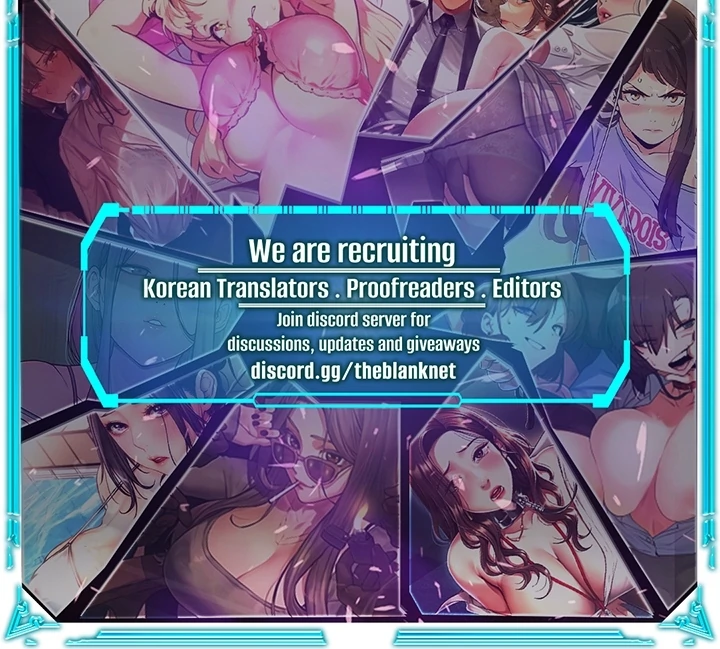 We are recruiting
Korean Translators . Proofreaders . Editors
Join discord server for
discussions, updates and giveaways
discord.gg/theblanknet